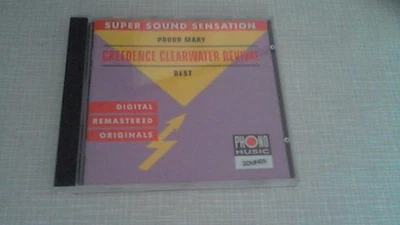 SUPER SOUND SENSATION
PROUD MARY
CREEDENCE CLEARWATER REVIVAL
BEST
DIGITAL
REMASTERED
ORIGINALS
PHONO
MUSIC